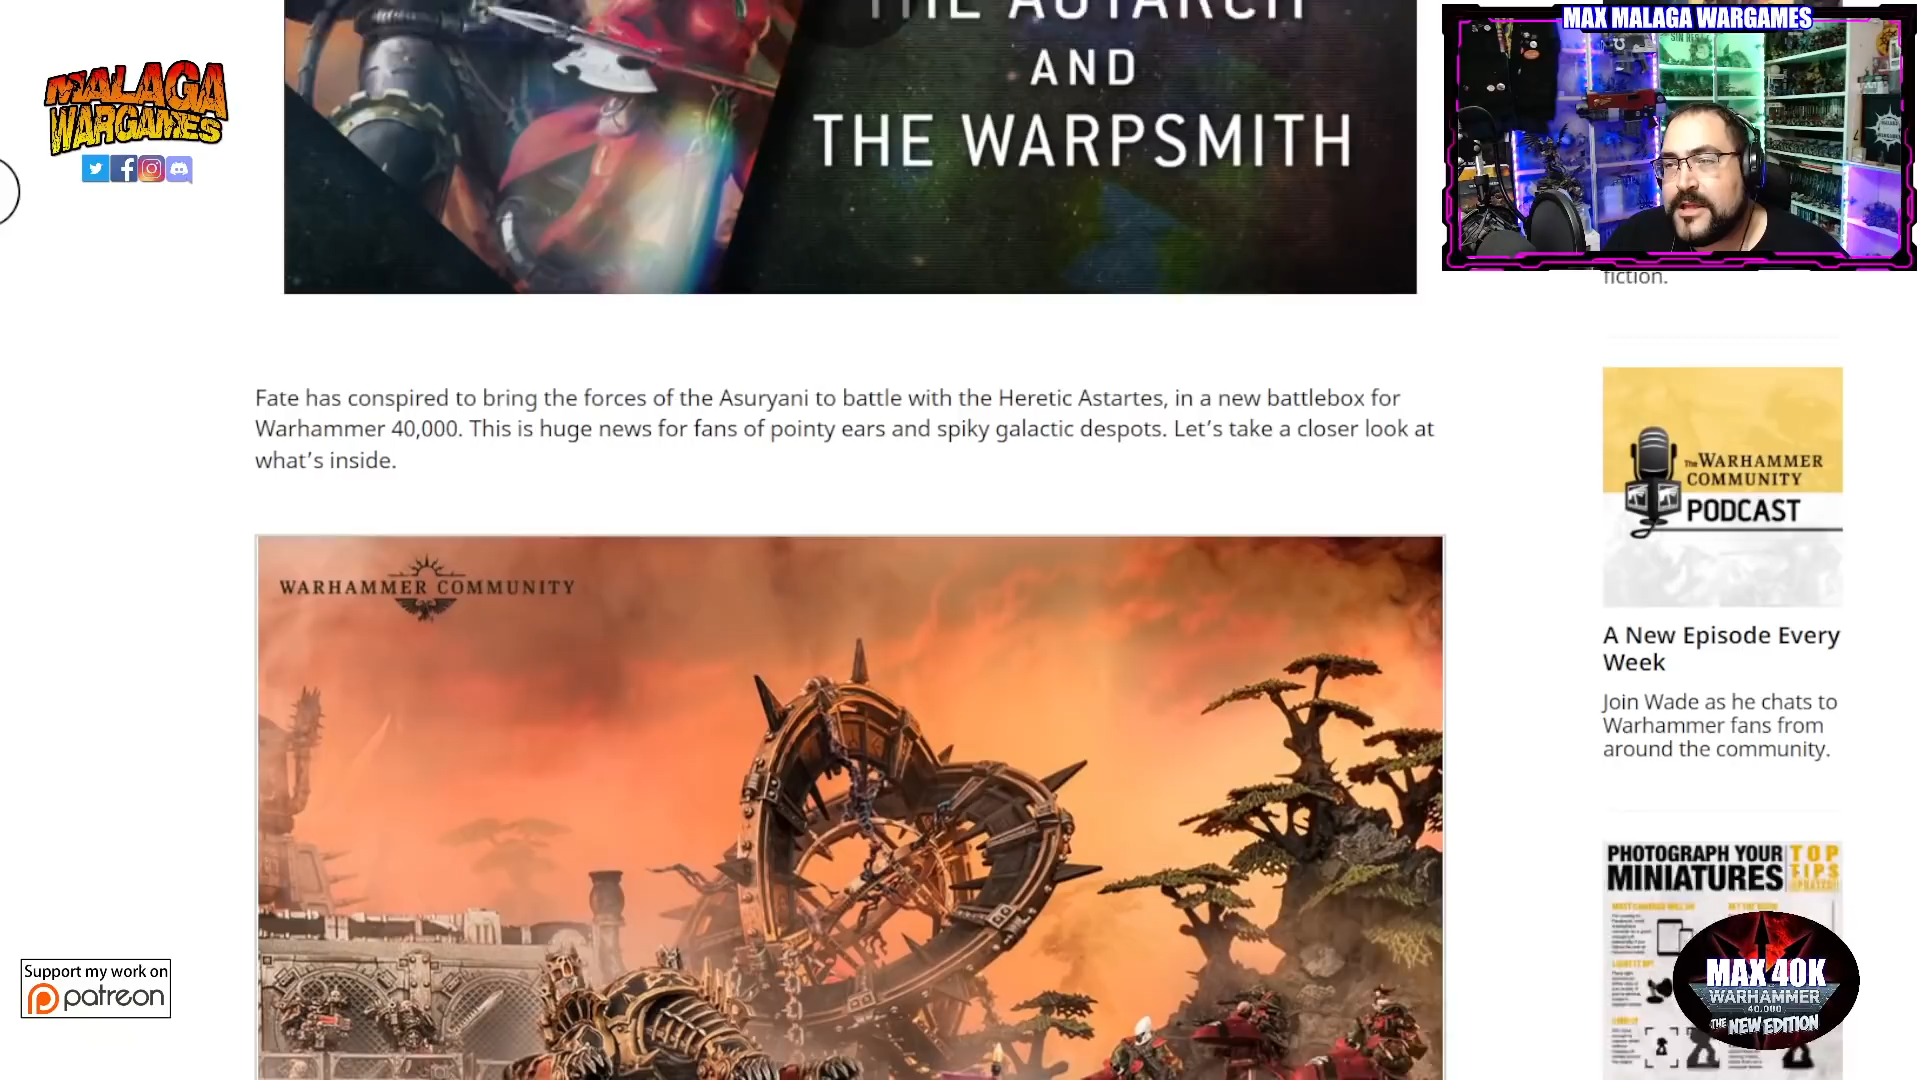 THE AUTARCH
AND
THE WARPSMITH
MALAGA
WARGAMES
MAX MALAGA WARGAMES
fiction.
Fate has conspired to bring the forces of the Asuryani to battle with the Heretic Astartes, in a new battlebox for
Warhammer 40,000. This is huge news for fans of pointy ears and spiky galactic despots. Let’s take a closer look at
what’s inside.
WARHAMMER COMMUNITY
The WARHAMMER
COMMUNITY
PODCAST
A New Episode Every
Week
Join Wade as he chats to
Warhammer fans from
around the community.
PHOTOGRAPH YOUR
MINIATURES
TOP
TIPS
MAX 40K
WARHAMMER
40,000
THE NEW EDITION
Support my work on
patreon